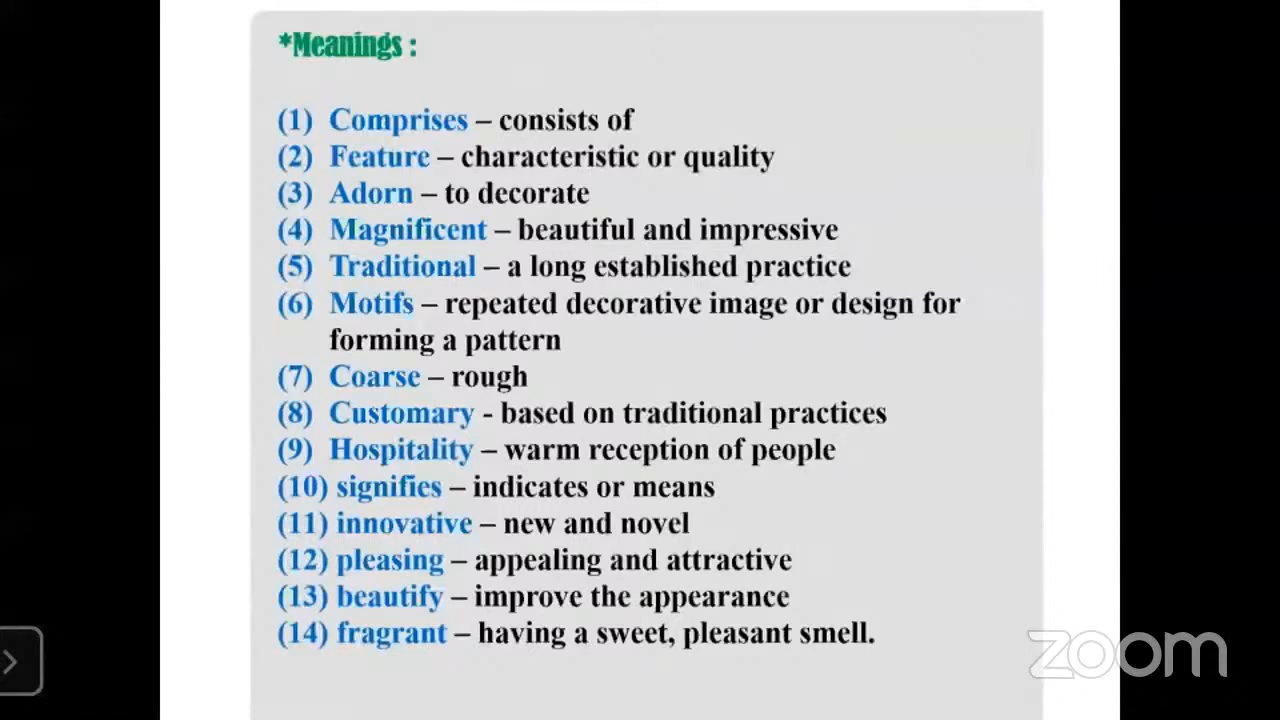 *Meanings :
(1) Comprises – consists of
(2) Feature – characteristic or quality
(3) Adorn – to decorate
(4) Magnificent – beautiful and impressive
(5) Traditional – a long established practice
(6) Motifs – repeated decorative image or design for
forming a pattern
(7) Coarse – rough
(8) Customary - based on traditional practices
(9) Hospitality – warm reception of people
(10) signifies – indicates or means
(11) innovative – new and novel
(12) pleasing – appealing and attractive
(13) beautify – improve the appearance
(14) fragrant – having a sweet, pleasant smell.
zoom